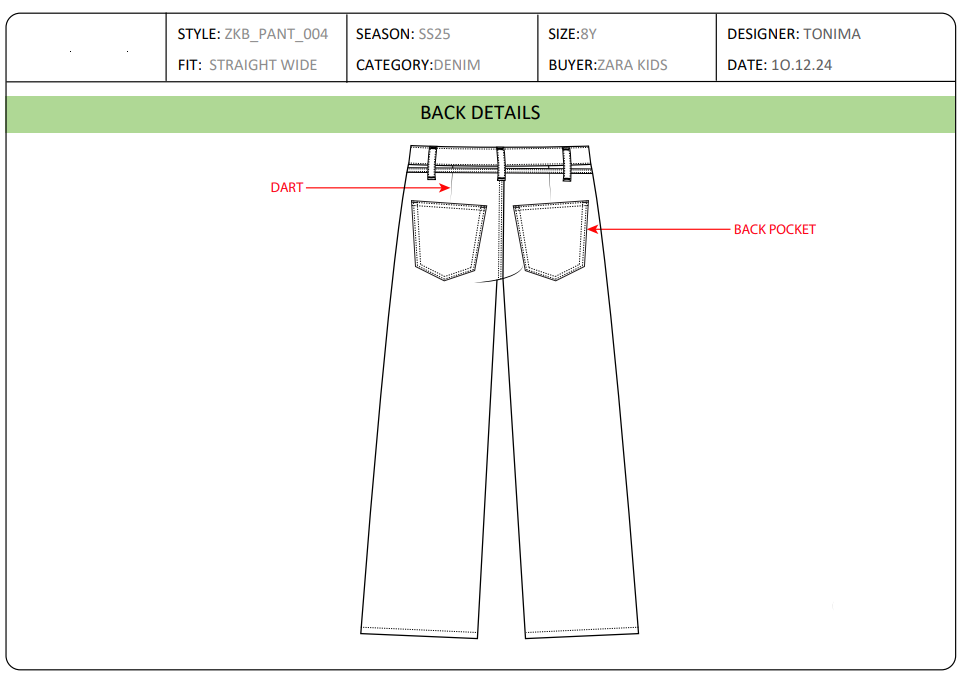 STYLE: ZKB_PANT_004
SEASON: SS25
SIZE:8Y
DESIGNER: TONIMA
FIT: STRAIGHT WIDE
CATEGORY:DENIM
BUYER:ZARA KIDS
DATE: 1O.12.24
BACK DETAILS
DART
BACK POCKET